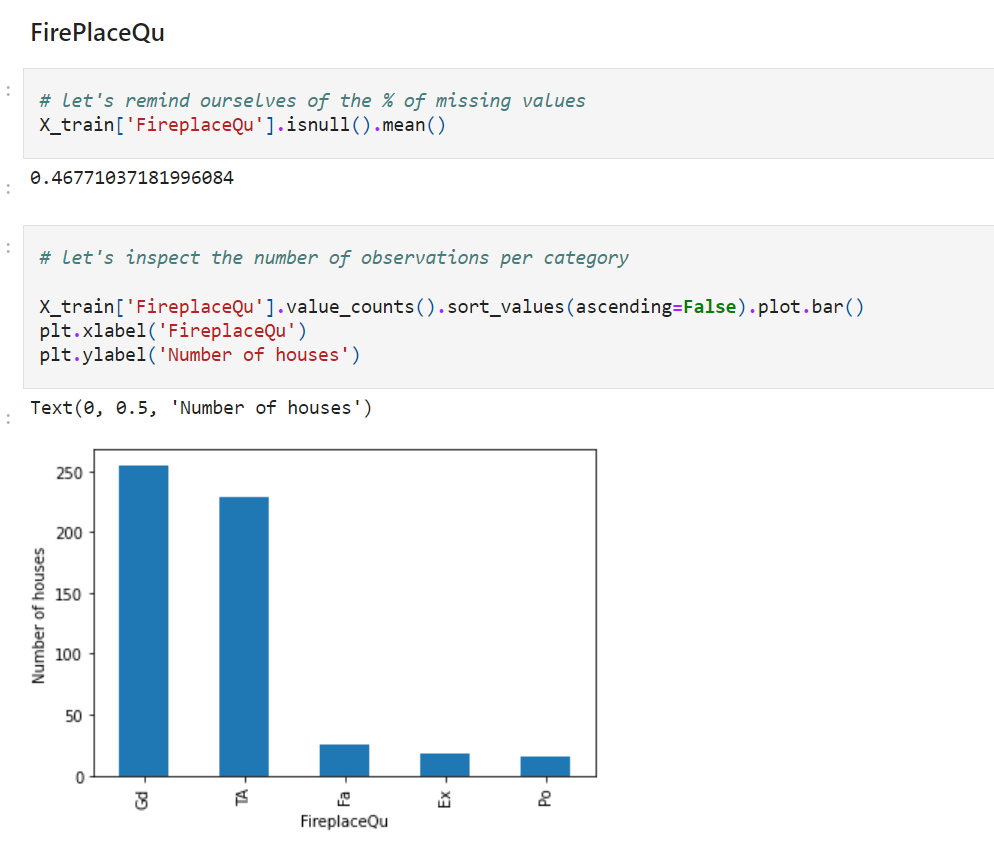 FirePlaceQu
:
# let's remind ourselves of the % of missing values
X_train['FireplaceQu'].isnull().mean()
:
0.46771037181996084
:
# let's inspect the number of observations per category
X_train['FireplaceQu'].value_counts().sort_values(ascending=False).plot.bar()
plt.xlabel('FireplaceQu')
plt.ylabel('Number of houses')
:
Text(0, 0.5, 'Number of houses')
Number of houses
250
200
150
100
50
0
Gd TA Fa Ex Po
FireplaceQu